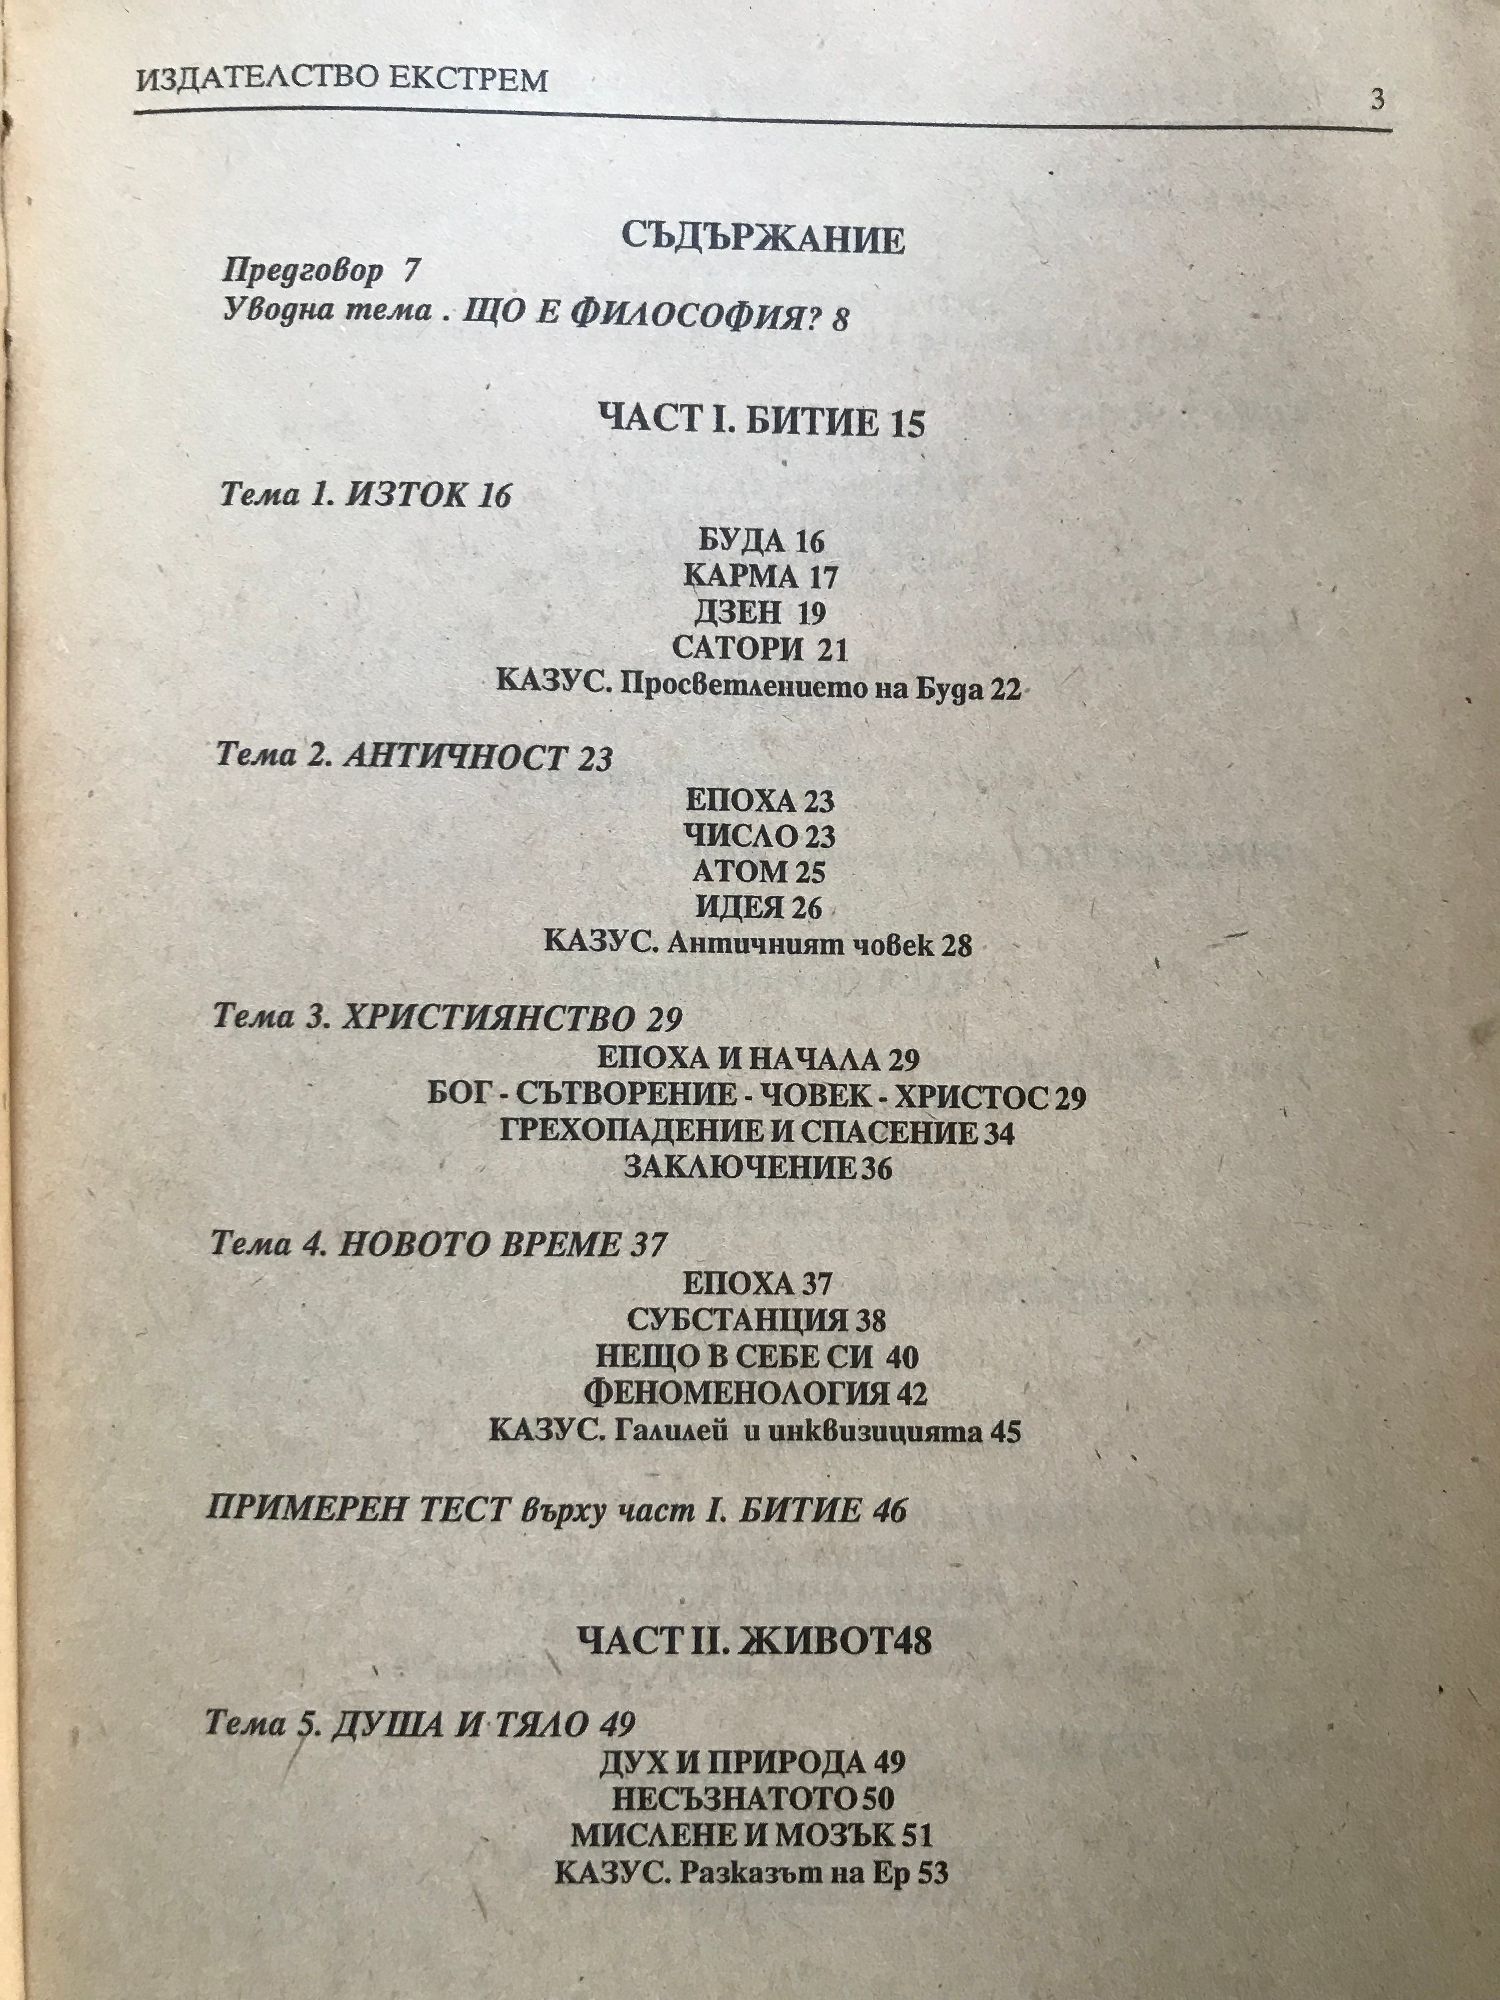 ИЗДАТЕЛСТВО ЕКСТРЕМ
3
СЪДЪРЖАНИЕ
Предговор 7
Уводна тема . ЩО Е ФИЛОСОФИЯ? 8
ЧАСТ I. БИТИЕ 15
Тема 1. ИЗТОК 16
БУДА 16
КАРМА 17
ДЗЕН 19
САТОРИ 21
КАЗУС. Просветлението на Буда 22
Тема 2. АНТИЧНОСТ 23
ЕПОХА 23
ЧИСЛО 23
АТОМ 25
ИДЕЯ 26
КАЗУС. Античният човек 28
Тема 3. ХРИСТИЯНСТВО 29
ЕПОХА И НАЧАЛА 29
БОГ - СЪТВОРЕНИЕ - ЧОВЕК - ХРИСТОС 29
ГРЕХОПАДЕНИЕ И СПАСЕНИЕ 34
ЗАКЛЮЧЕНИЕ 36
Тема 4. НОВОТО ВРЕМЕ 37
ЕПОХА 37
СУБСТАНЦИЯ 38
НЕЩО В СЕБЕ СИ 40
ФЕНОМЕНОЛОГИЯ 42
КАЗУС. Галилей и инквизицията 45
ПРИМЕРЕН ТЕСТ върху част I. БИТИЕ 46
ЧАСТ II. ЖИВОТ48
Тема 5. ДУША И ТЯЛО 49
ДУХ И ПРИРОДА 49
НЕСЪЗНАТОТО 50
МИСЛЕНЕ И МОЗЪК 51
КАЗУС. Разказът на Ер 53